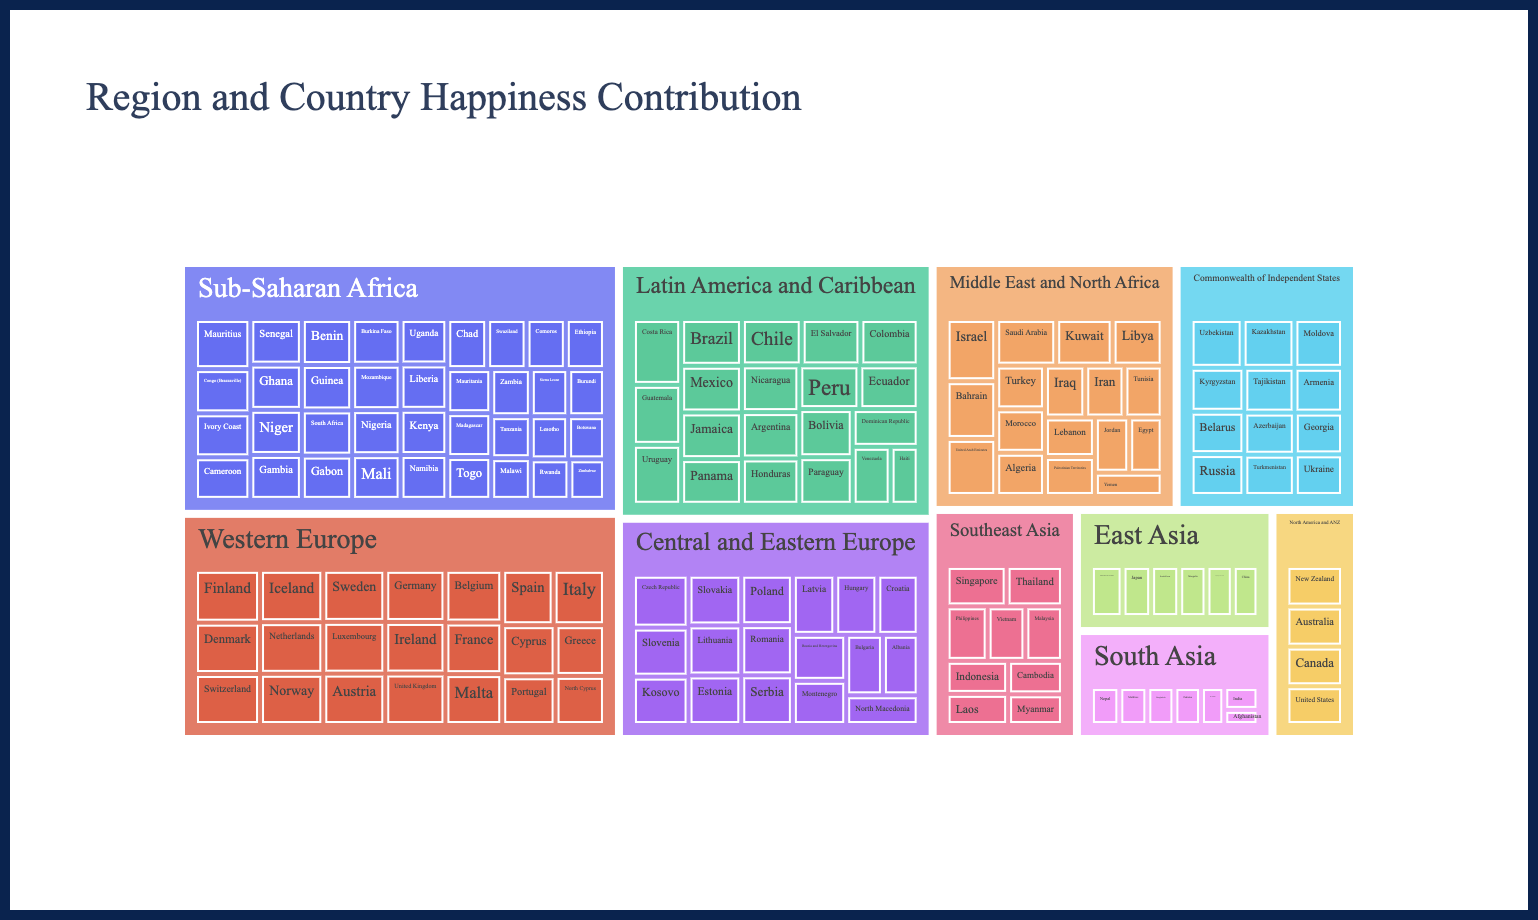 Region and Country Happiness Contribution
Sub-Saharan Africa
Mauritius
Senegal
Benin
Burkina Faso
Uganda
Chad
Swaziland
Comoros
Ethiopia
Congo (Brazzaville)
Ghana
Guinea
Mozambique
Liberia
Mauritania
Zambia
Sierra Leone
Burundi
Ivory Coast
Niger
South Africa
Nigeria
Kenya
Madagascar
Tanzania
Lesotho
Botswana
Cameroon
Gambia
Gabon
Mali
Namibia
Togo
Malawi
Rwanda
Zimbabwe
Latin America and Caribbean
Costa Rica
Brazil
Chile
El Salvador
Colombia
Guatemala
Mexico
Nicaragua
Peru
Ecuador
Jamaica
Argentina
Bolivia
Dominican Republic
Uruguay
Panama
Honduras
Paraguay
Venezuela
Haiti
Middle East and North Africa
Israel
Saudi Arabia
Kuwait
Libya
Bahrain
Turkey
Iraq
Iran
Tunisia
Morocco
Lebanon
Jordan
Egypt
United Arab Emirates
Algeria
Palestinian Territories
Yemen
Commonwealth of Independent States
Uzbekistan
Kazakhstan
Moldova
Kyrgyzstan
Tajikistan
Armenia
Belarus
Azerbaijan
Georgia
Russia
Turkmenistan
Ukraine
Western Europe
Finland
Iceland
Sweden
Germany
Belgium
Spain
Italy
Denmark
Netherlands
Luxembourg
Ireland
France
Cyprus
Greece
Switzerland
Norway
Austria
United Kingdom
Malta
Portugal
North Cyprus
Central and Eastern Europe
Czech Republic
Slovakia
Poland
Latvia
Hungary
Croatia
Slovenia
Lithuania
Romania
Bosnia and Herzegovina
Bulgaria
Albania
Kosovo
Estonia
Serbia
Montenegro
North Macedonia
Southeast Asia
Singapore
Thailand
Philippines
Vietnam
Malaysia
Indonesia
Cambodia
Laos
Myanmar
East Asia
Japan
China
South Asia
Nepal
India
Afghanistan
North America and ANZ
New Zealand
Australia
Canada
United States